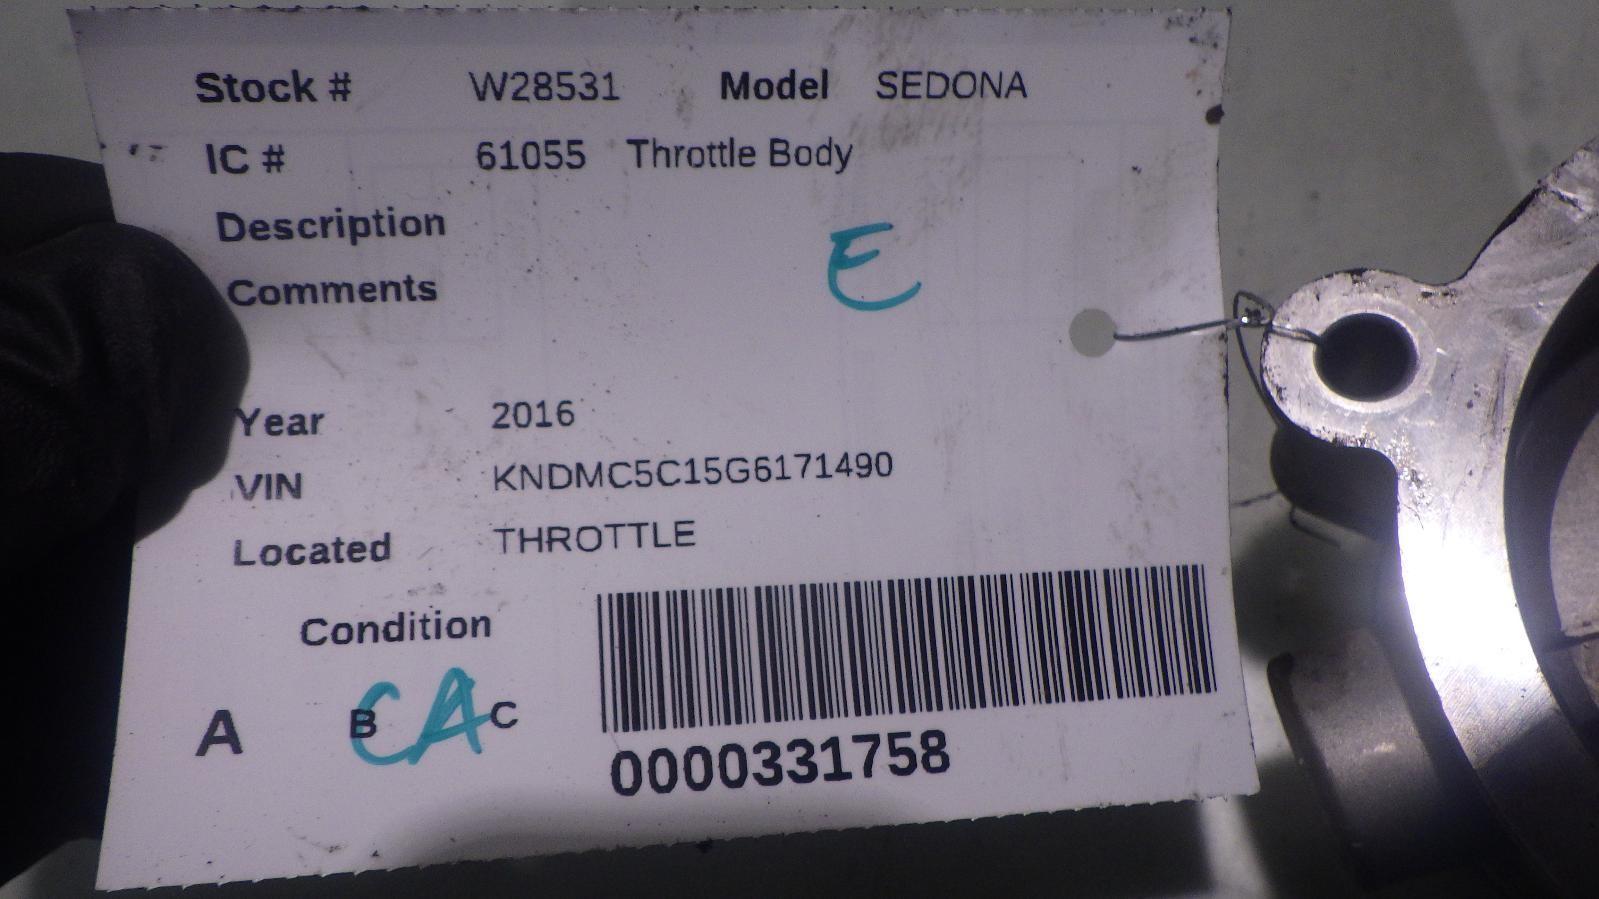 Stock # W28531 Model SEDONA
IC # 61055 Throttle Body
Description
E
Comments
Year 2016
VIN KNDMC5C15G6171490
Located THROTTLE
Condition
A B CA C
0000331758